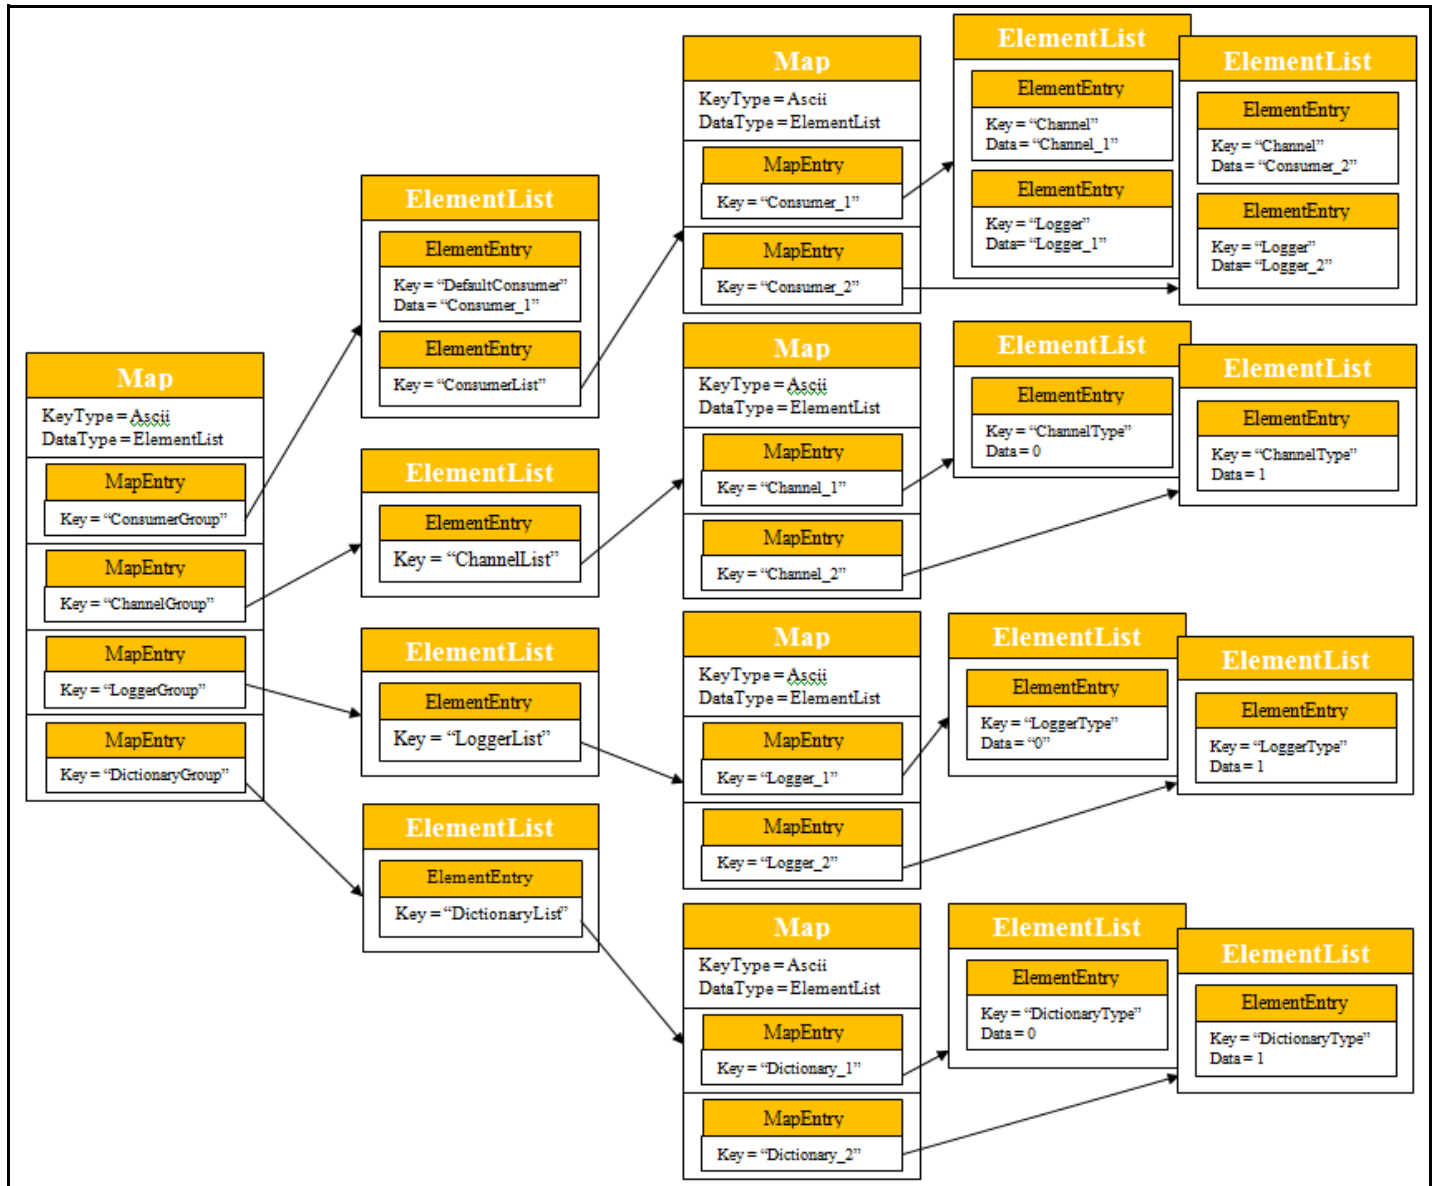 Map
KeyType = Ascii
DataType = ElementList
MapEntry
Key = “ConsumerGroup”
MapEntry
Key = “ChannelGroup”
MapEntry
Key = “LoggerGroup”
MapEntry
Key = “DictionaryGroup”
ElementList
ElementEntry
Key = “DefaultConsumer”
Data = “Consumer_1”
ElementEntry
Key = “ConsumerList”
ElementList
ElementEntry
Key = “ChannelList”
ElementList
ElementEntry
Key = “LoggerList”
ElementList
ElementEntry
Key = “DictionaryList”
Map
KeyType = Ascii
DataType = ElementList
MapEntry
Key = “Consumer_1”
MapEntry
Key = “Consumer_2”
Map
KeyType = Ascii
DataType = ElementList
MapEntry
Key = “Channel_1”
MapEntry
Key = “Channel_2”
Map
KeyType = Ascii
DataType = ElementList
MapEntry
Key = “Logger_1”
MapEntry
Key = “Logger_2”
Map
KeyType = Ascii
DataType = ElementList
MapEntry
Key = “Dictionary_1”
MapEntry
Key = “Dictionary_2”
ElementList
ElementEntry
Key = “Channel”
Data = “Channel_1”
ElementEntry
Key = “Logger”
Data= “Logger_1”
ElementList
ElementEntry
Key = “Channel”
Data = “Consumer_2”
ElementEntry
Key = “Logger”
Data= “Logger_2”
ElementList
ElementEntry
Key = “ChannelType”
Data = 0
ElementList
ElementEntry
Key = “ChannelType”
Data = 1
ElementList
ElementEntry
Key = “LoggerType”
Data = “0”
ElementList
ElementEntry
Key = “LoggerType”
Data = 1
ElementList
ElementEntry
Key = “DictionaryType”
Data = 0
ElementList
ElementEntry
Key = “DictionaryType”
Data = 1